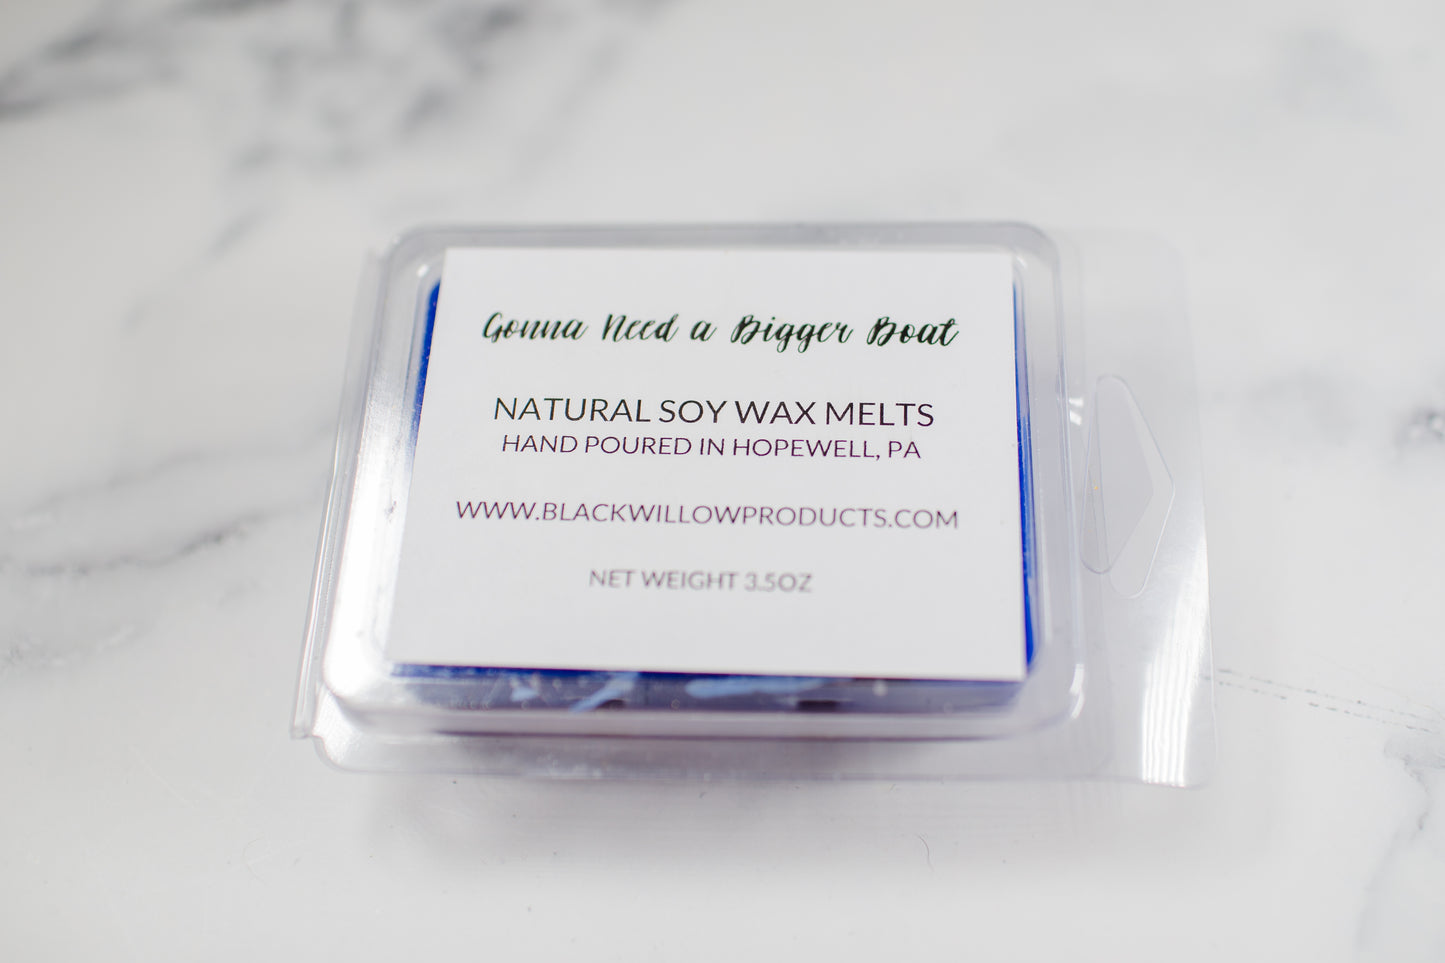 Gonna Need a Bigger Boat
NATURAL SOY WAX MELTS
HAND POURED IN HOPEWELL, PA
WWW.BLACKWILLOWPRODUCTS.COM
NET WEIGHT 3.5OZ